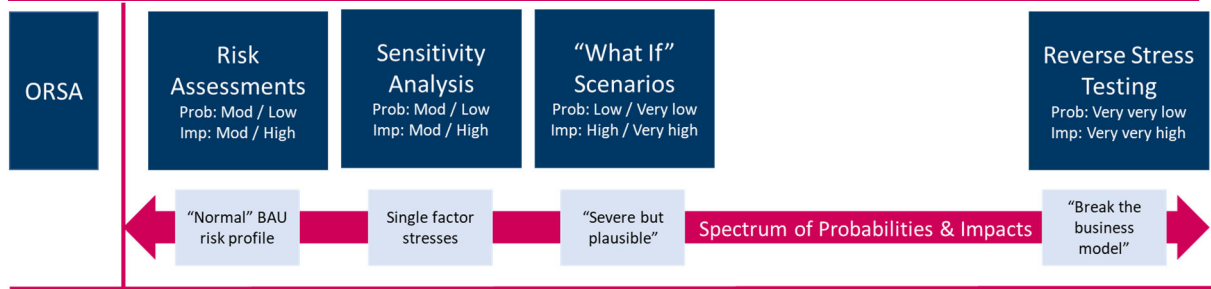 ORSA
Risk
Assessments
Prob: Mod / Low
Imp: Mod / High
Sensitivity
Analysis
Prob: Mod / Low
Imp: Mod / High
“What If”
Scenarios
Prob: Low / Very low
Imp: High / Very high
Reverse Stress
Testing
Prob: Very very low
Imp: Very very high
“Normal” BAU
risk profile
Single factor
stresses
“Severe but
plausible”
Spectrum of Probabilities & Impacts
“Break the
business
model”